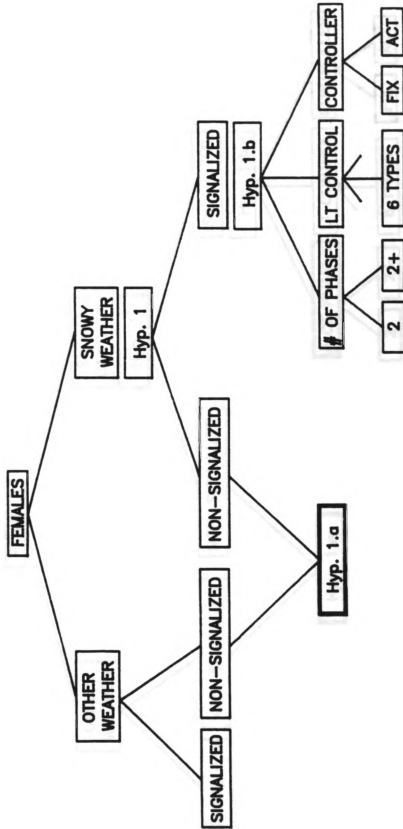 FEMALES
OTHER
WEATHER
SNOWY
WEATHER
Hyp. 1
SIGNALIZED
NON-SIGNALIZED
NON-SIGNALIZED
SIGNALIZED
Hyp. 1.b
Hyp. 1.a
# OF PHASES
LT CONTROL
CONTROLLER
2
2+
6 TYPES
FIX
ACT